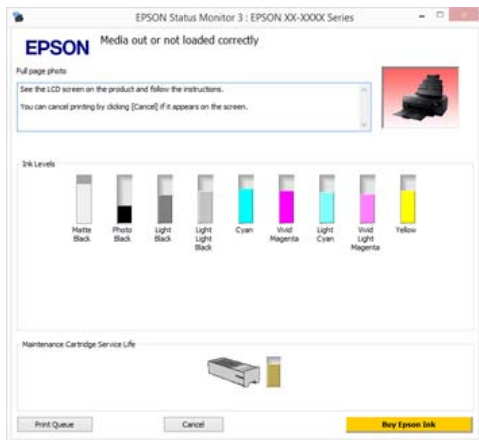 EPSON Status Monitor 3 : EPSON XX-XXXX Series
EPSON
Media out or not loaded correctly
Full page photo
See the LCD screen on the product and follow the instructions.
You can cancel printing by clicking [Cancel] if it appears on the screen.
Ink Levels
Matte Black
Photo Black
Light Black
Light Light Black
Cyan
Vivid Magenta
Light Cyan
Vivid Light Magenta
Yellow
Maintenance Cartridge Service Life
Print Queue
Cancel
Buy Epson Ink